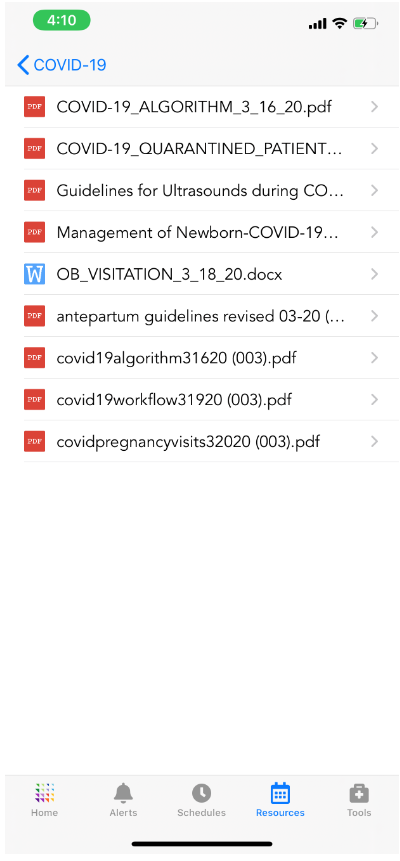 4:10
COVID-19
PDF COVID-19_ALGORITHM_3_16_20.pdf
PDF COVID-19_QUARANTINED_PATIENT...
PDF Guidelines for Ultrasounds during CO...
PDF Management of Newborn-COVID-19...
W OB_VISITATION_3_18_20.docx
PDF antepartum guidelines revised 03-20 (...
PDF covid19algorithm31620 (003).pdf
PDF covid19workflow31920 (003).pdf
PDF covidpregnancyvisits32020 (003).pdf
Home Alerts Schedules Resources Tools